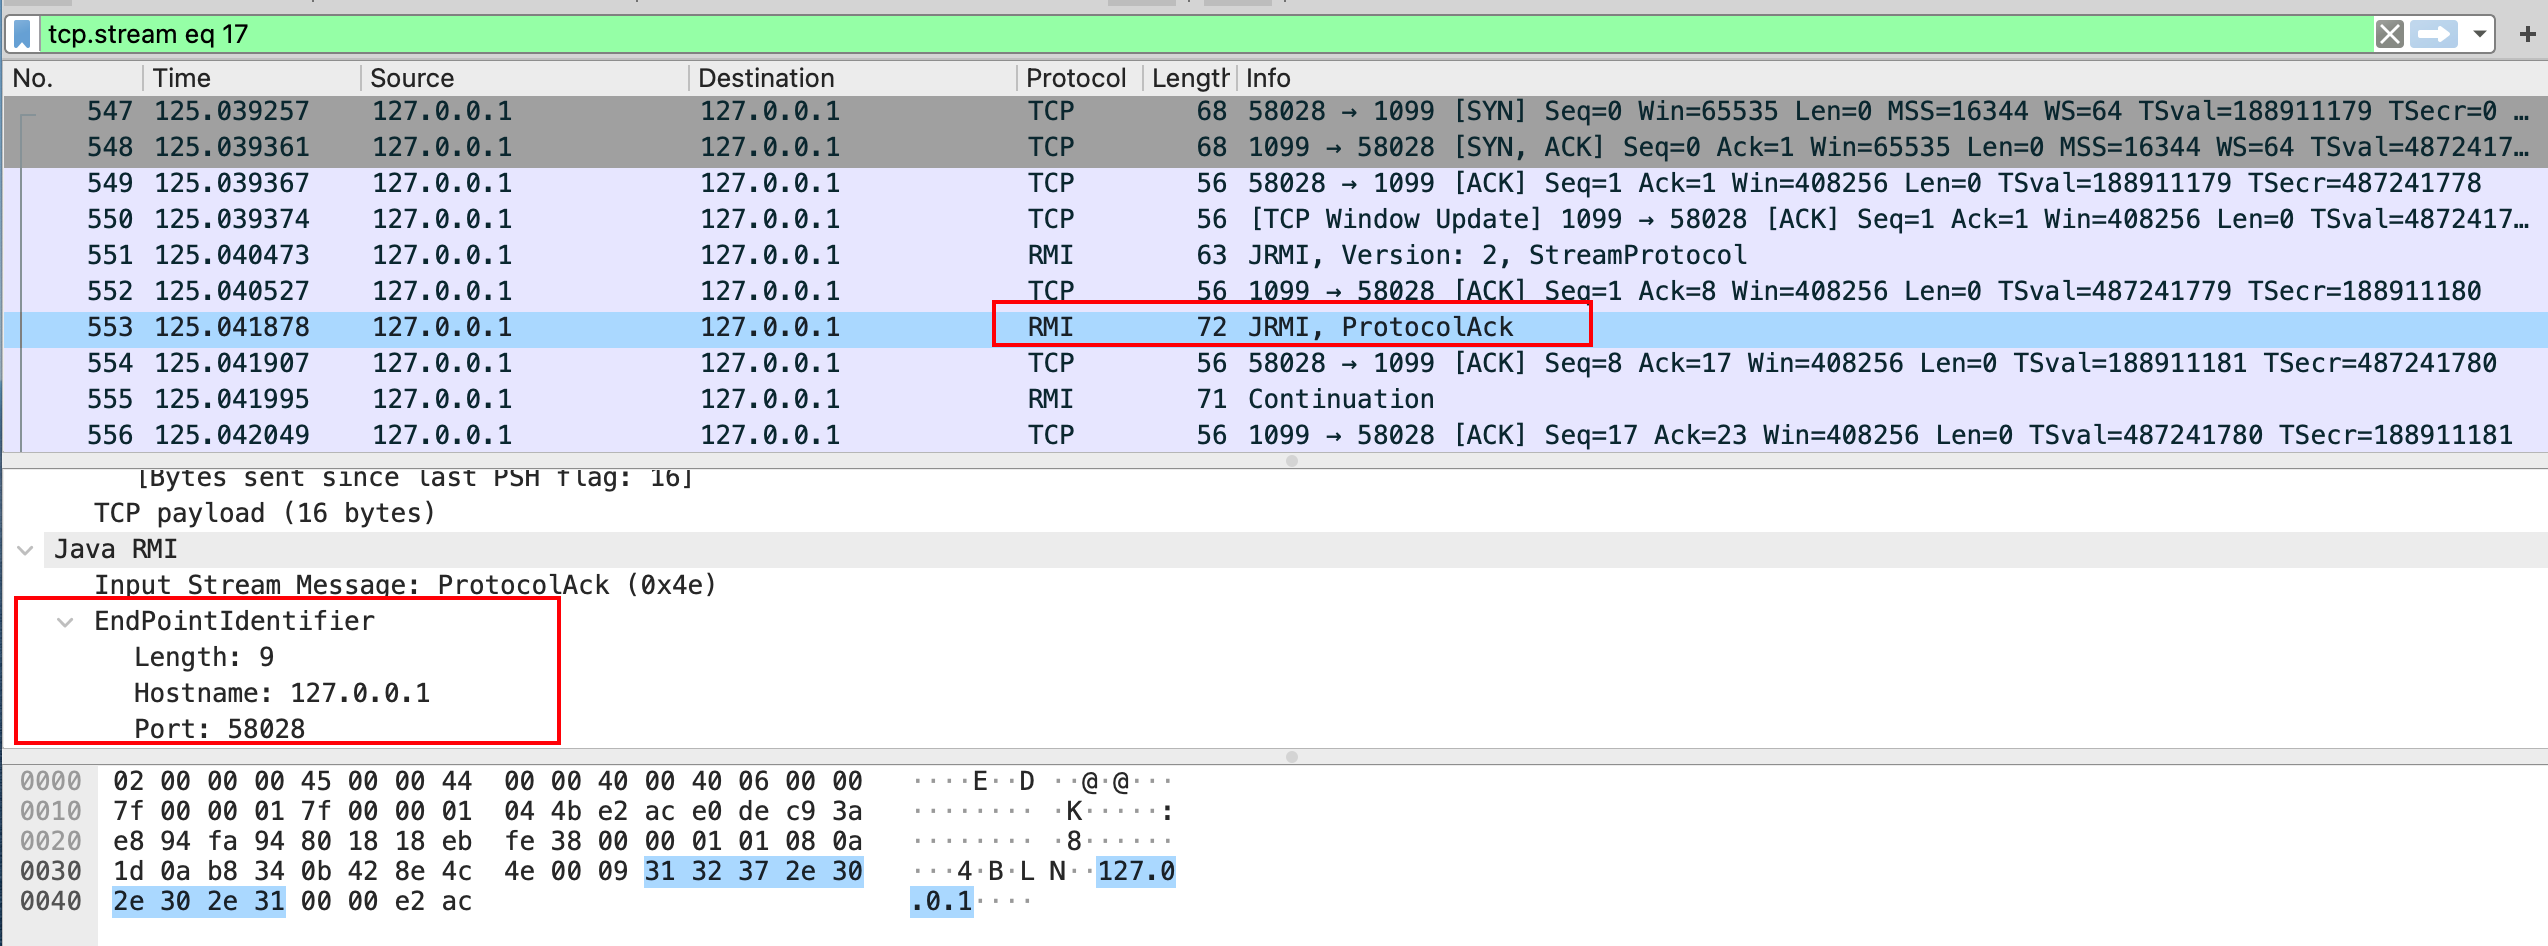 tcp.stream eq 17
No. Time Source Destination Protocol Length Info
547 125.039257 127.0.0.1 127.0.0.1 TCP 68 58028 → 1099 [SYN] Seq=0 Win=65535 Len=0 MSS=16344 WS=64 TSval=188911179 TSecr=0 …
548 125.039361 127.0.0.1 127.0.0.1 TCP 68 1099 → 58028 [SYN, ACK] Seq=0 Ack=1 Win=65535 Len=0 MSS=16344 WS=64 TSval=4872417…
549 125.039367 127.0.0.1 127.0.0.1 TCP 56 58028 → 1099 [ACK] Seq=1 Ack=1 Win=408256 Len=0 TSval=188911179 TSecr=487241778
550 125.039374 127.0.0.1 127.0.0.1 TCP 56 [TCP Window Update] 1099 → 58028 [ACK] Seq=1 Ack=1 Win=408256 Len=0 TSval=4872417…
551 125.040473 127.0.0.1 127.0.0.1 RMI 63 JRMI, Version: 2, StreamProtocol
552 125.040527 127.0.0.1 127.0.0.1 TCP 56 1099 → 58028 [ACK] Seq=1 Ack=8 Win=408256 Len=0 TSval=487241779 TSecr=188911180
553 125.041878 127.0.0.1 127.0.0.1 RMI 72 JRMI, ProtocolAck
554 125.041907 127.0.0.1 127.0.0.1 TCP 56 58028 → 1099 [ACK] Seq=8 Ack=17 Win=408256 Len=0 TSval=188911181 TSecr=487241780
555 125.041995 127.0.0.1 127.0.0.1 RMI 71 Continuation
556 125.042049 127.0.0.1 127.0.0.1 TCP 56 1099 → 58028 [ACK] Seq=17 Ack=23 Win=408256 Len=0 TSval=487241780 TSecr=188911181
[Bytes sent since last PSH flag: 16]
TCP payload (16 bytes)
Java RMI
Input Stream Message: ProtocolAck (0x4e)
EndPointIdentifier
Length: 9
Hostname: 127.0.0.1
Port: 58028
0000 02 00 00 00 45 00 00 44 00 00 40 00 40 06 00 00 ····E··D ··@·@···
0010 7f 00 00 01 7f 00 00 01 04 4b e2 ac e0 de c9 3a ········ ·K·····:
0020 e8 94 fa 94 80 18 18 eb fe 38 00 00 01 01 08 0a ········ ·8······
0030 1d 0a b8 34 0b 42 8e 4c 4e 00 09 31 32 37 2e 30 ···4·B·L N··127.0
0040 2e 30 2e 31 00 00 e2 ac .0.1····